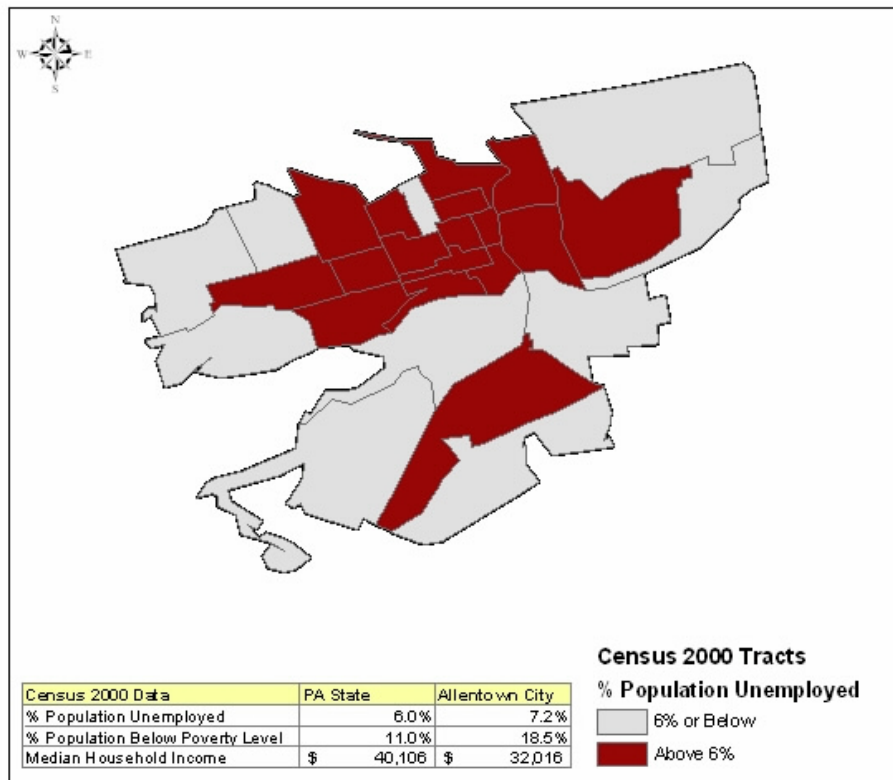 N
W E
S
Census 2000 Tracts
% Population Unemployed
6% or Below
Above 6%
Census 2000 Data PA State Allentown City
% Population Unemployed 6.0% 7.2%
% Population Below Poverty Level 11.0% 18.5%
Median Household Income $ 40,106 $ 32,016